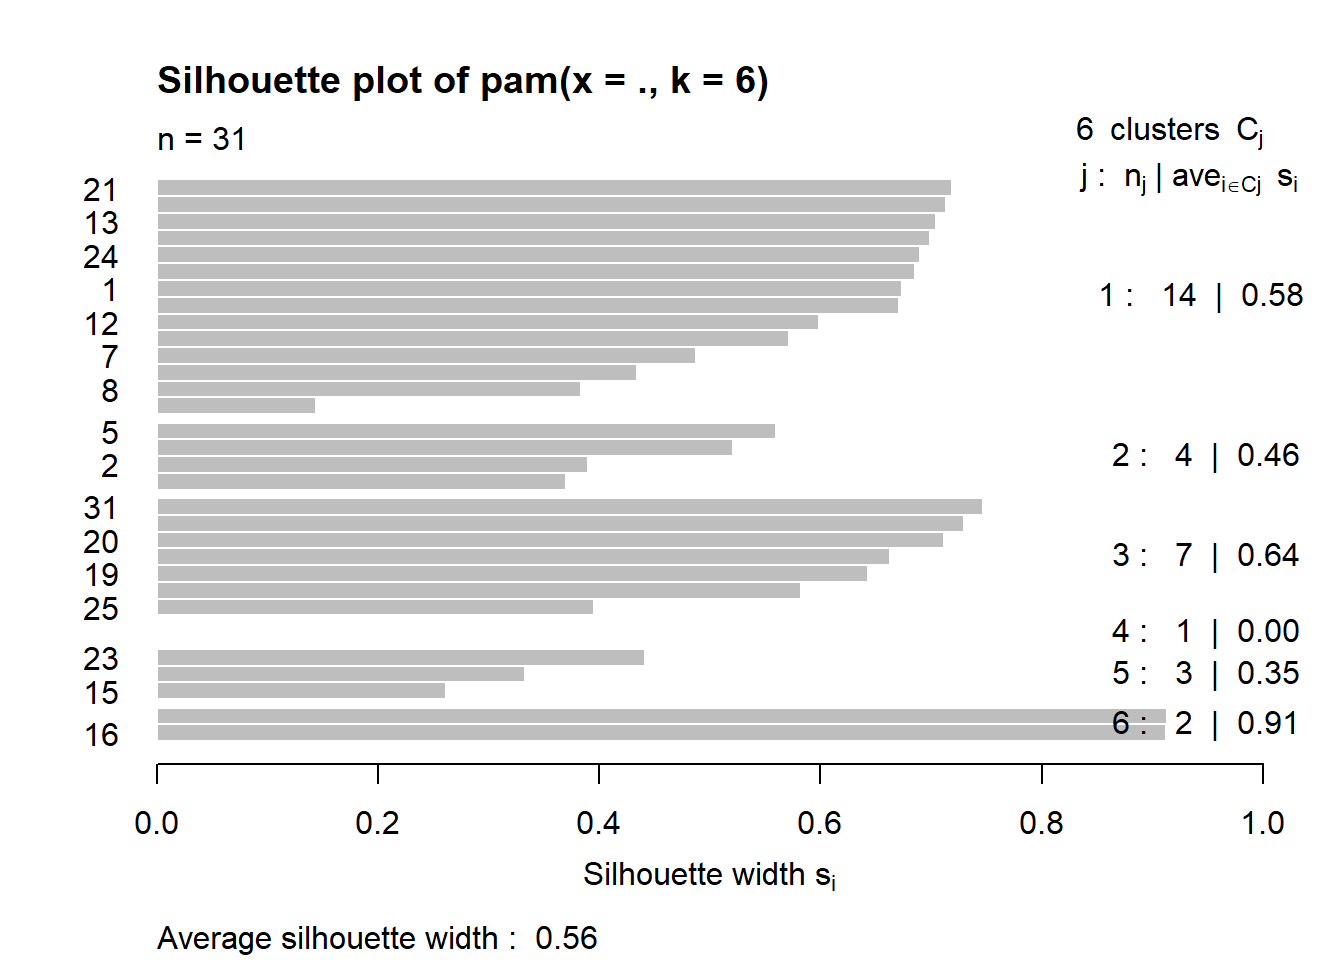 Silhouette plot of pam(x = ., k = 6)
n = 31
6 clusters Cj
j : nj | avei∈Cj si
21
13
24
1
12
7
8
5
2
31
20
19
25
23
15
16
1 : 14 | 0.58
2 : 4 | 0.46
3 : 7 | 0.64
4 : 1 | 0.00
5 : 3 | 0.35
6 : 2 | 0.91
0.0 0.2 0.4 0.6 0.8 1.0
Silhouette width si
Average silhouette width : 0.56